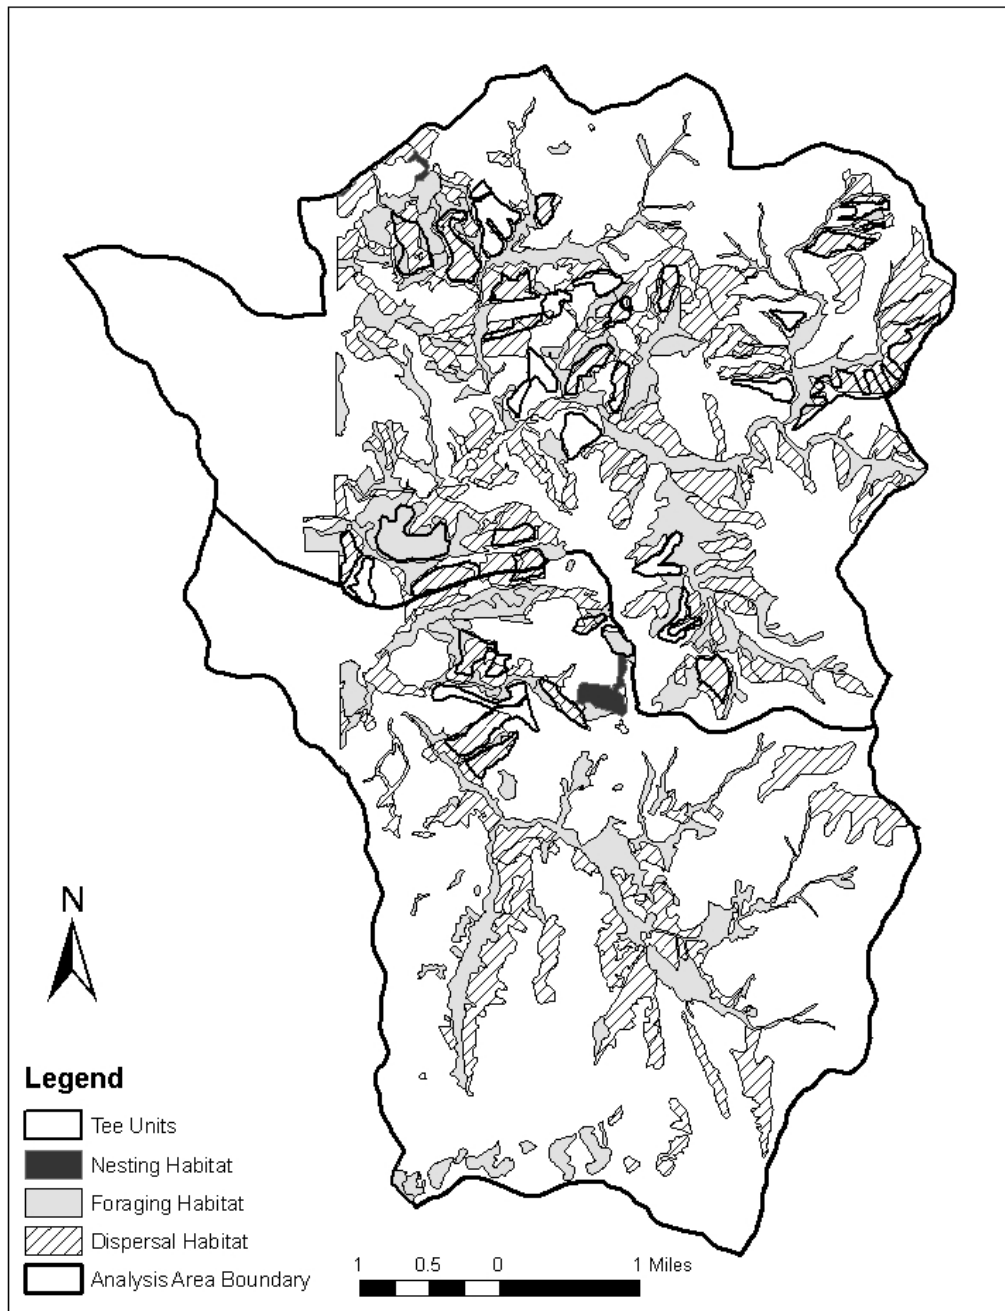 N
Legend
Tee Units
Nesting Habitat
Foraging Habitat
Dispersal Habitat
Analysis Area Boundary
1 0.5 0 1 Miles